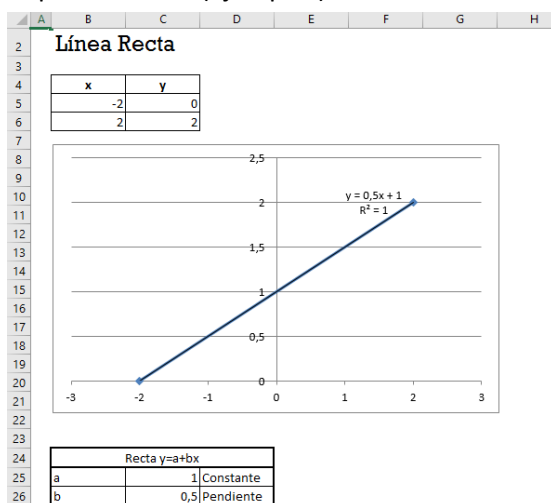 A B C D E F G H
2 Línea Recta
3
4 x y
5 -2 0
6 2 2
7
8 2,5
9
10 y = 0,5x + 1
2
11 R² = 1
12
13 1,5
14
15 1
16
17
18 0,5
19
20 0
21 -3 -2 -1 0 1 2 3
22
23
24 Recta y=a+bx
25 a 1 Constante
26 b 0,5 Pendiente